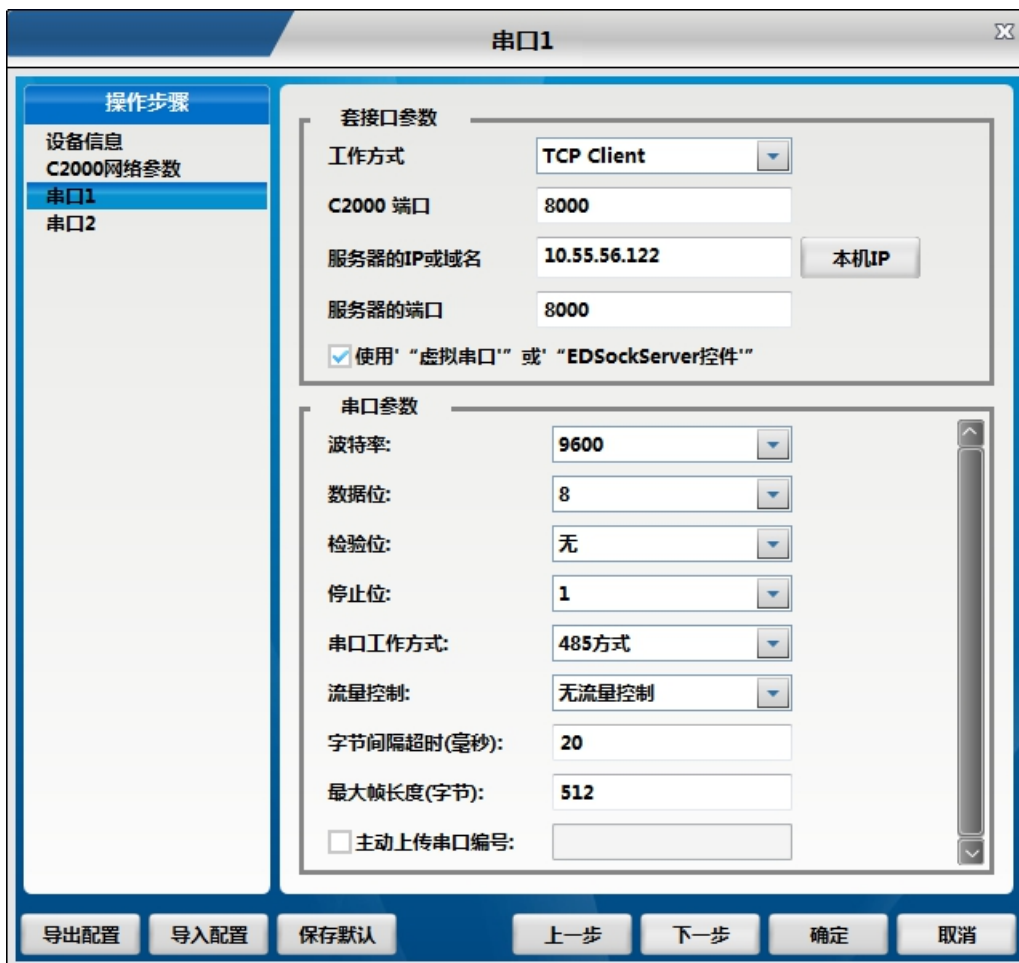 串口1
操作步骤
设备信息
C2000网络参数
串口1
串口2
套接口参数
工作方式 TCP Client
C2000 端口 8000
服务器的IP或域名 10.55.56.122 本机IP
服务器的端口 8000
使用' “虚拟串口'” 或' “EDSockServer控件'”
串口参数
波特率: 9600
数据位: 8
检验位: 无
停止位: 1
串口工作方式: 485方式
流量控制: 无流量控制
字节间隔超时(毫秒): 20
最大帧长度(字节): 512
主动上传串口编号:
导出配置 导入配置 保存默认 上一步 下一步 确定 取消